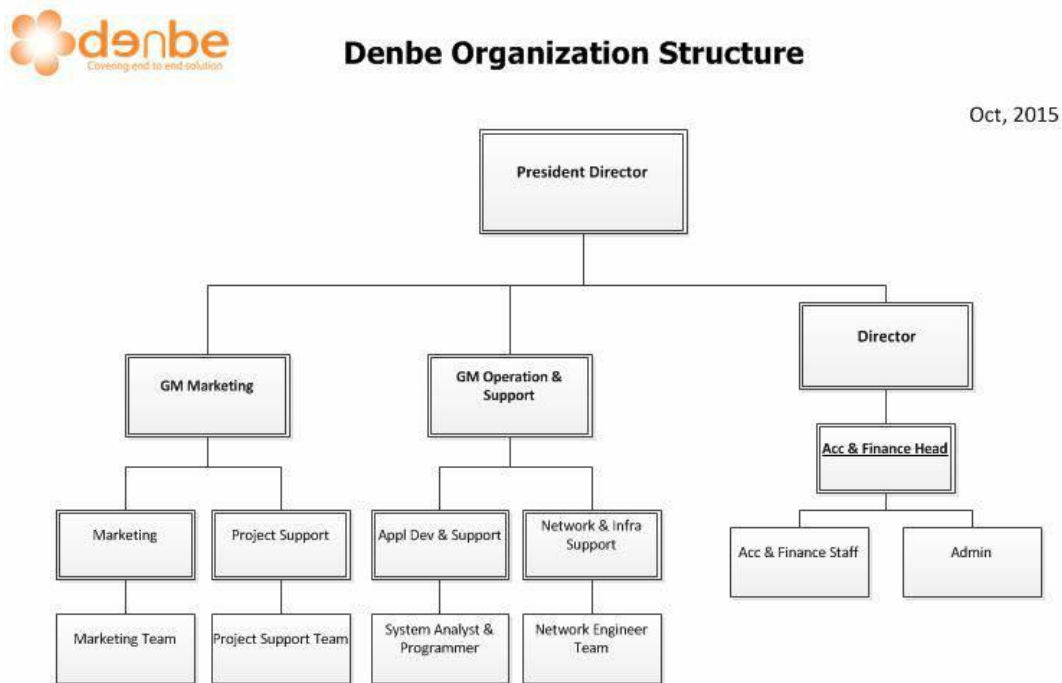 denbe
Covering end to end solution
Denbe Organization Structure
Oct, 2015
President Director
Director
GM Marketing
GM Operation &
Support
Acc & Finance Head
Marketing
Project Support
Appl Dev & Support
Network & Infra
Support
Acc & Finance Staff
Admin
Marketing Team
Project Support Team
System Analyst &
Programmer
Network Engineer
Team